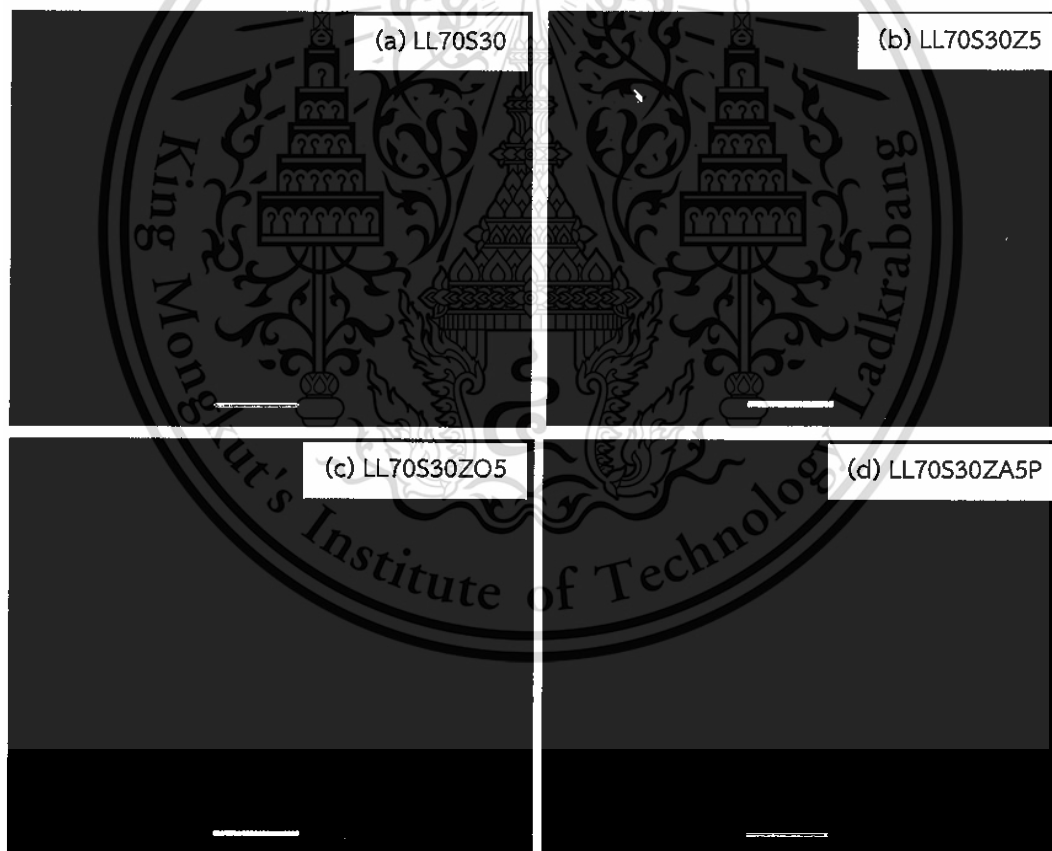 (a) LL70S30
(b) LL70S30Z5
(c) LL70S30ZO5
(d) LL70S30ZA5P
King Mongkut's Institute of Technology Ladkrabang